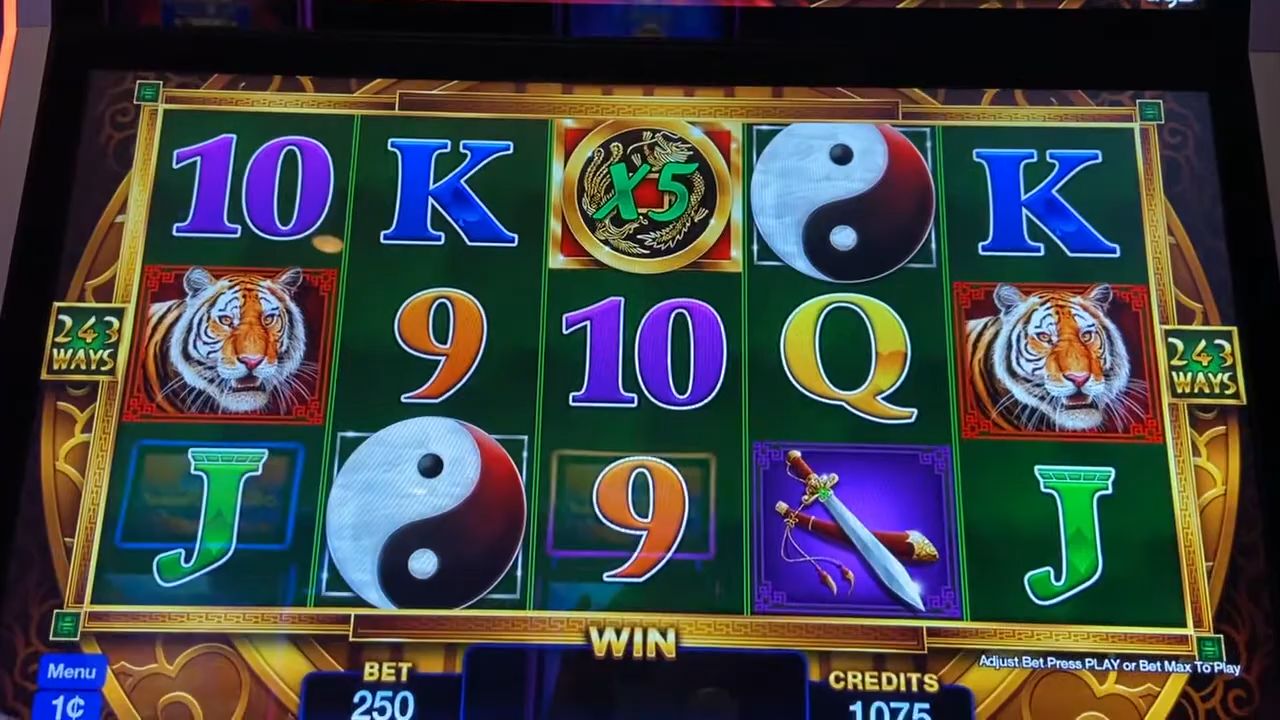 10 K X5 K
243 WAYS
9 10 Q
243 WAYS
J 9 J
WIN
Adjust Bet Press PLAY or Bet Max To Play
Menu
BET
CREDITS
1¢
250
1075